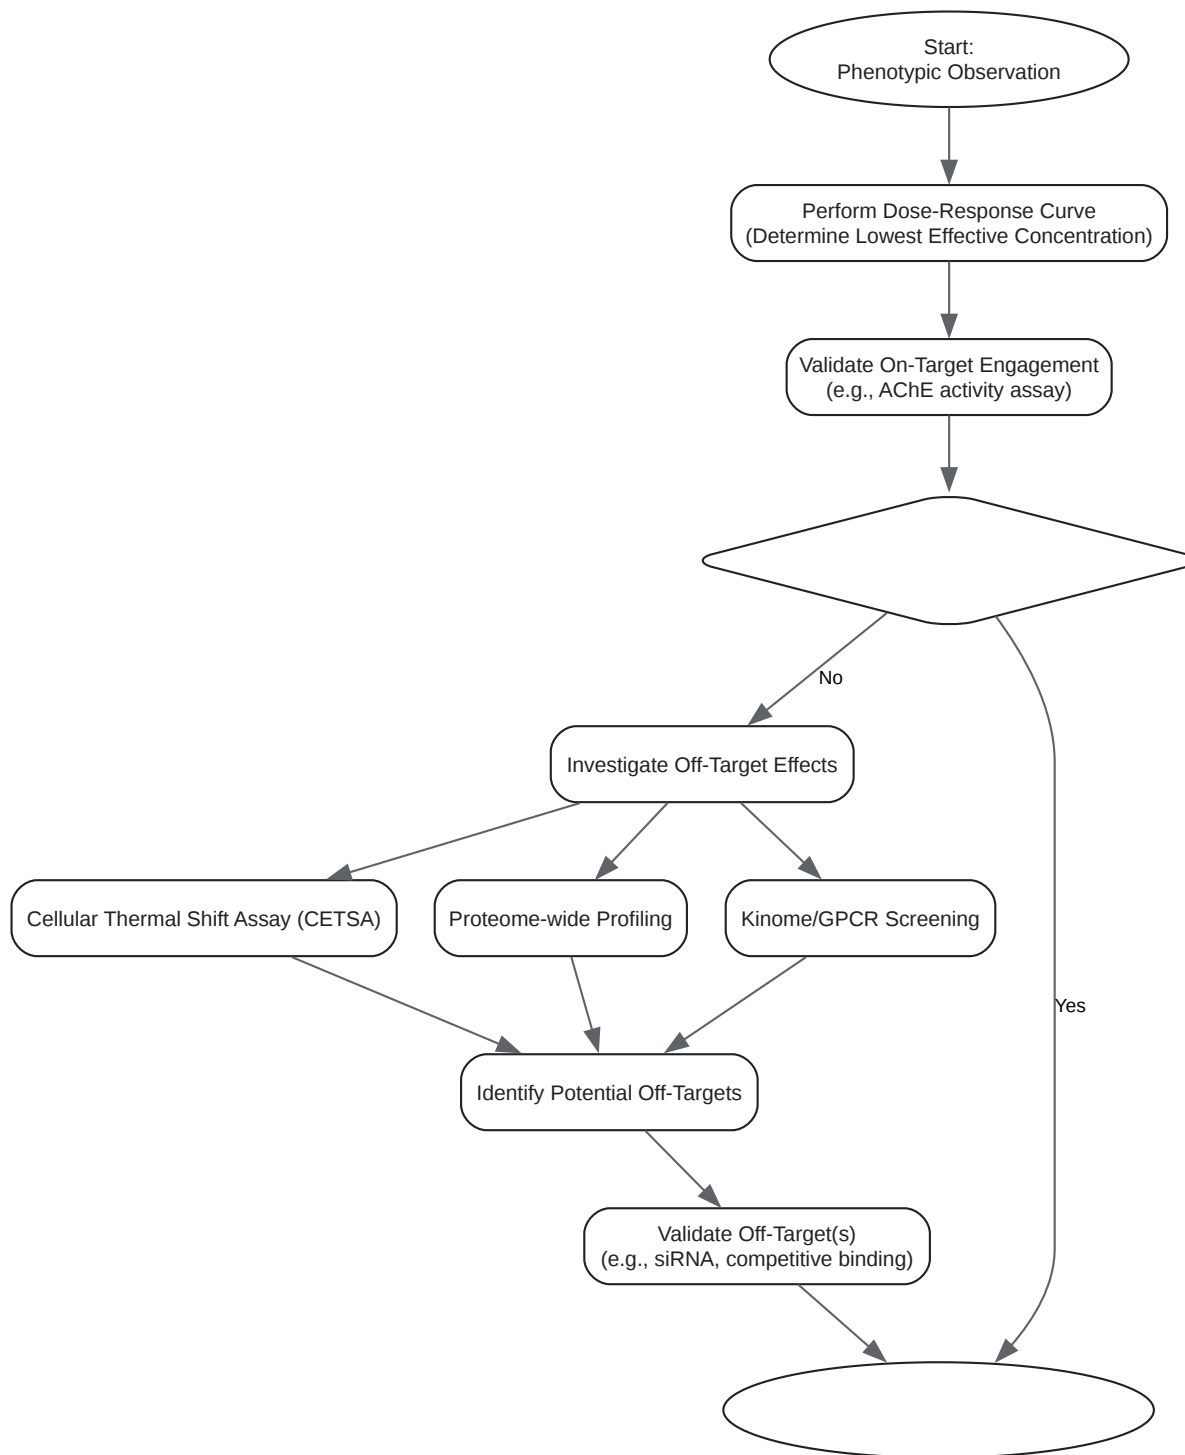 Start:
Phenotypic Observation
Perform Dose-Response Curve
(Determine Lowest Effective Concentration)
Validate On-Target Engagement
(e.g., AChE activity assay)
No
Investigate Off-Target Effects
Cellular Thermal Shift Assay (CETSA)
Proteome-wide Profiling
Kinome/GPCR Screening
Yes
Identify Potential Off-Targets
Validate Off-Target(s)
(e.g., siRNA, competitive binding)